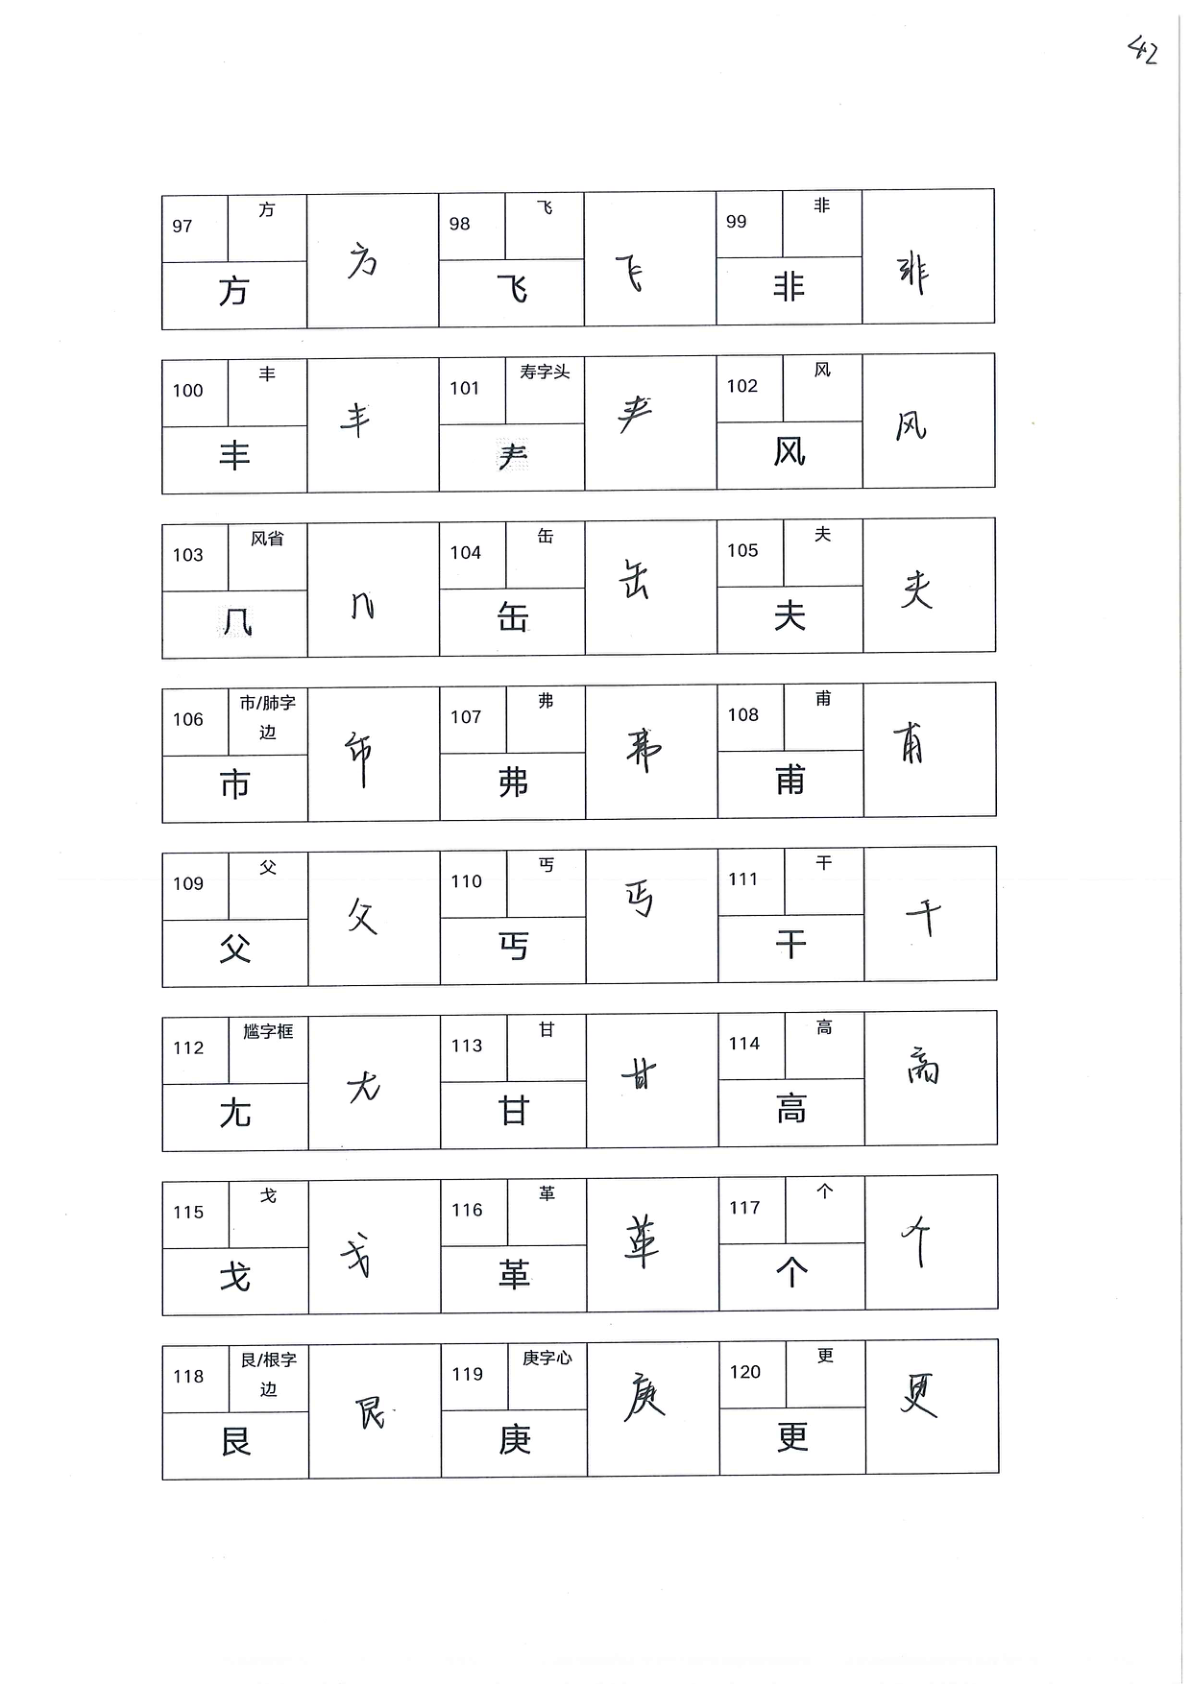 42
97 方 方 98 飞 飞 99 非 非
方 飞 非
100 丰 丰 101 寿字头 𡗗 102 风 风
丰 龵 风
103 风省 几 104 缶 缶 105 夫 夫
几 缶 夫
106 市/肺字 市 107 弗 弗 108 甫 甫
边
市 弗 甫
109 父 父 110 丐 丐 111 干 干
父 丐 干
112 尴字框 尢 113 甘 甘 114 高 高
尢 甘 高
115 戈 戈 116 革 革 117 个 个
戈 革 个
118 艮/根字 艮 119 庚字心 庚 120 更 更
边
艮 庚 更